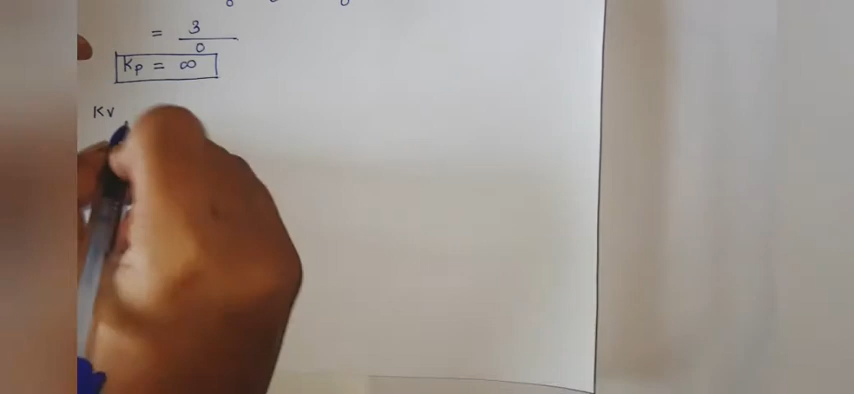 = 3/0
Kp = ∞
Kv